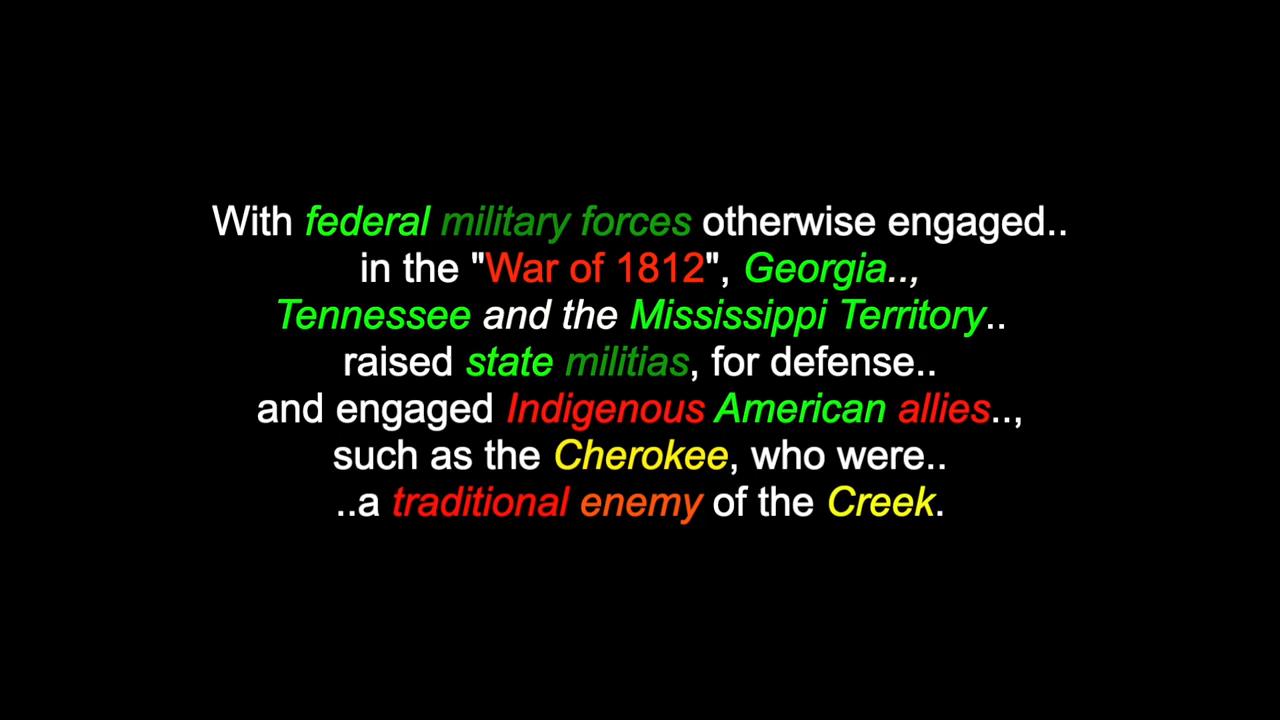 With federal military forces otherwise engaged..
in the "War of 1812", Georgia..,
Tennessee and the Mississippi Territory..
raised state militias, for defense..
and engaged Indigenous American allies..,
such as the Cherokee, who were..
..a traditional enemy of the Creek.